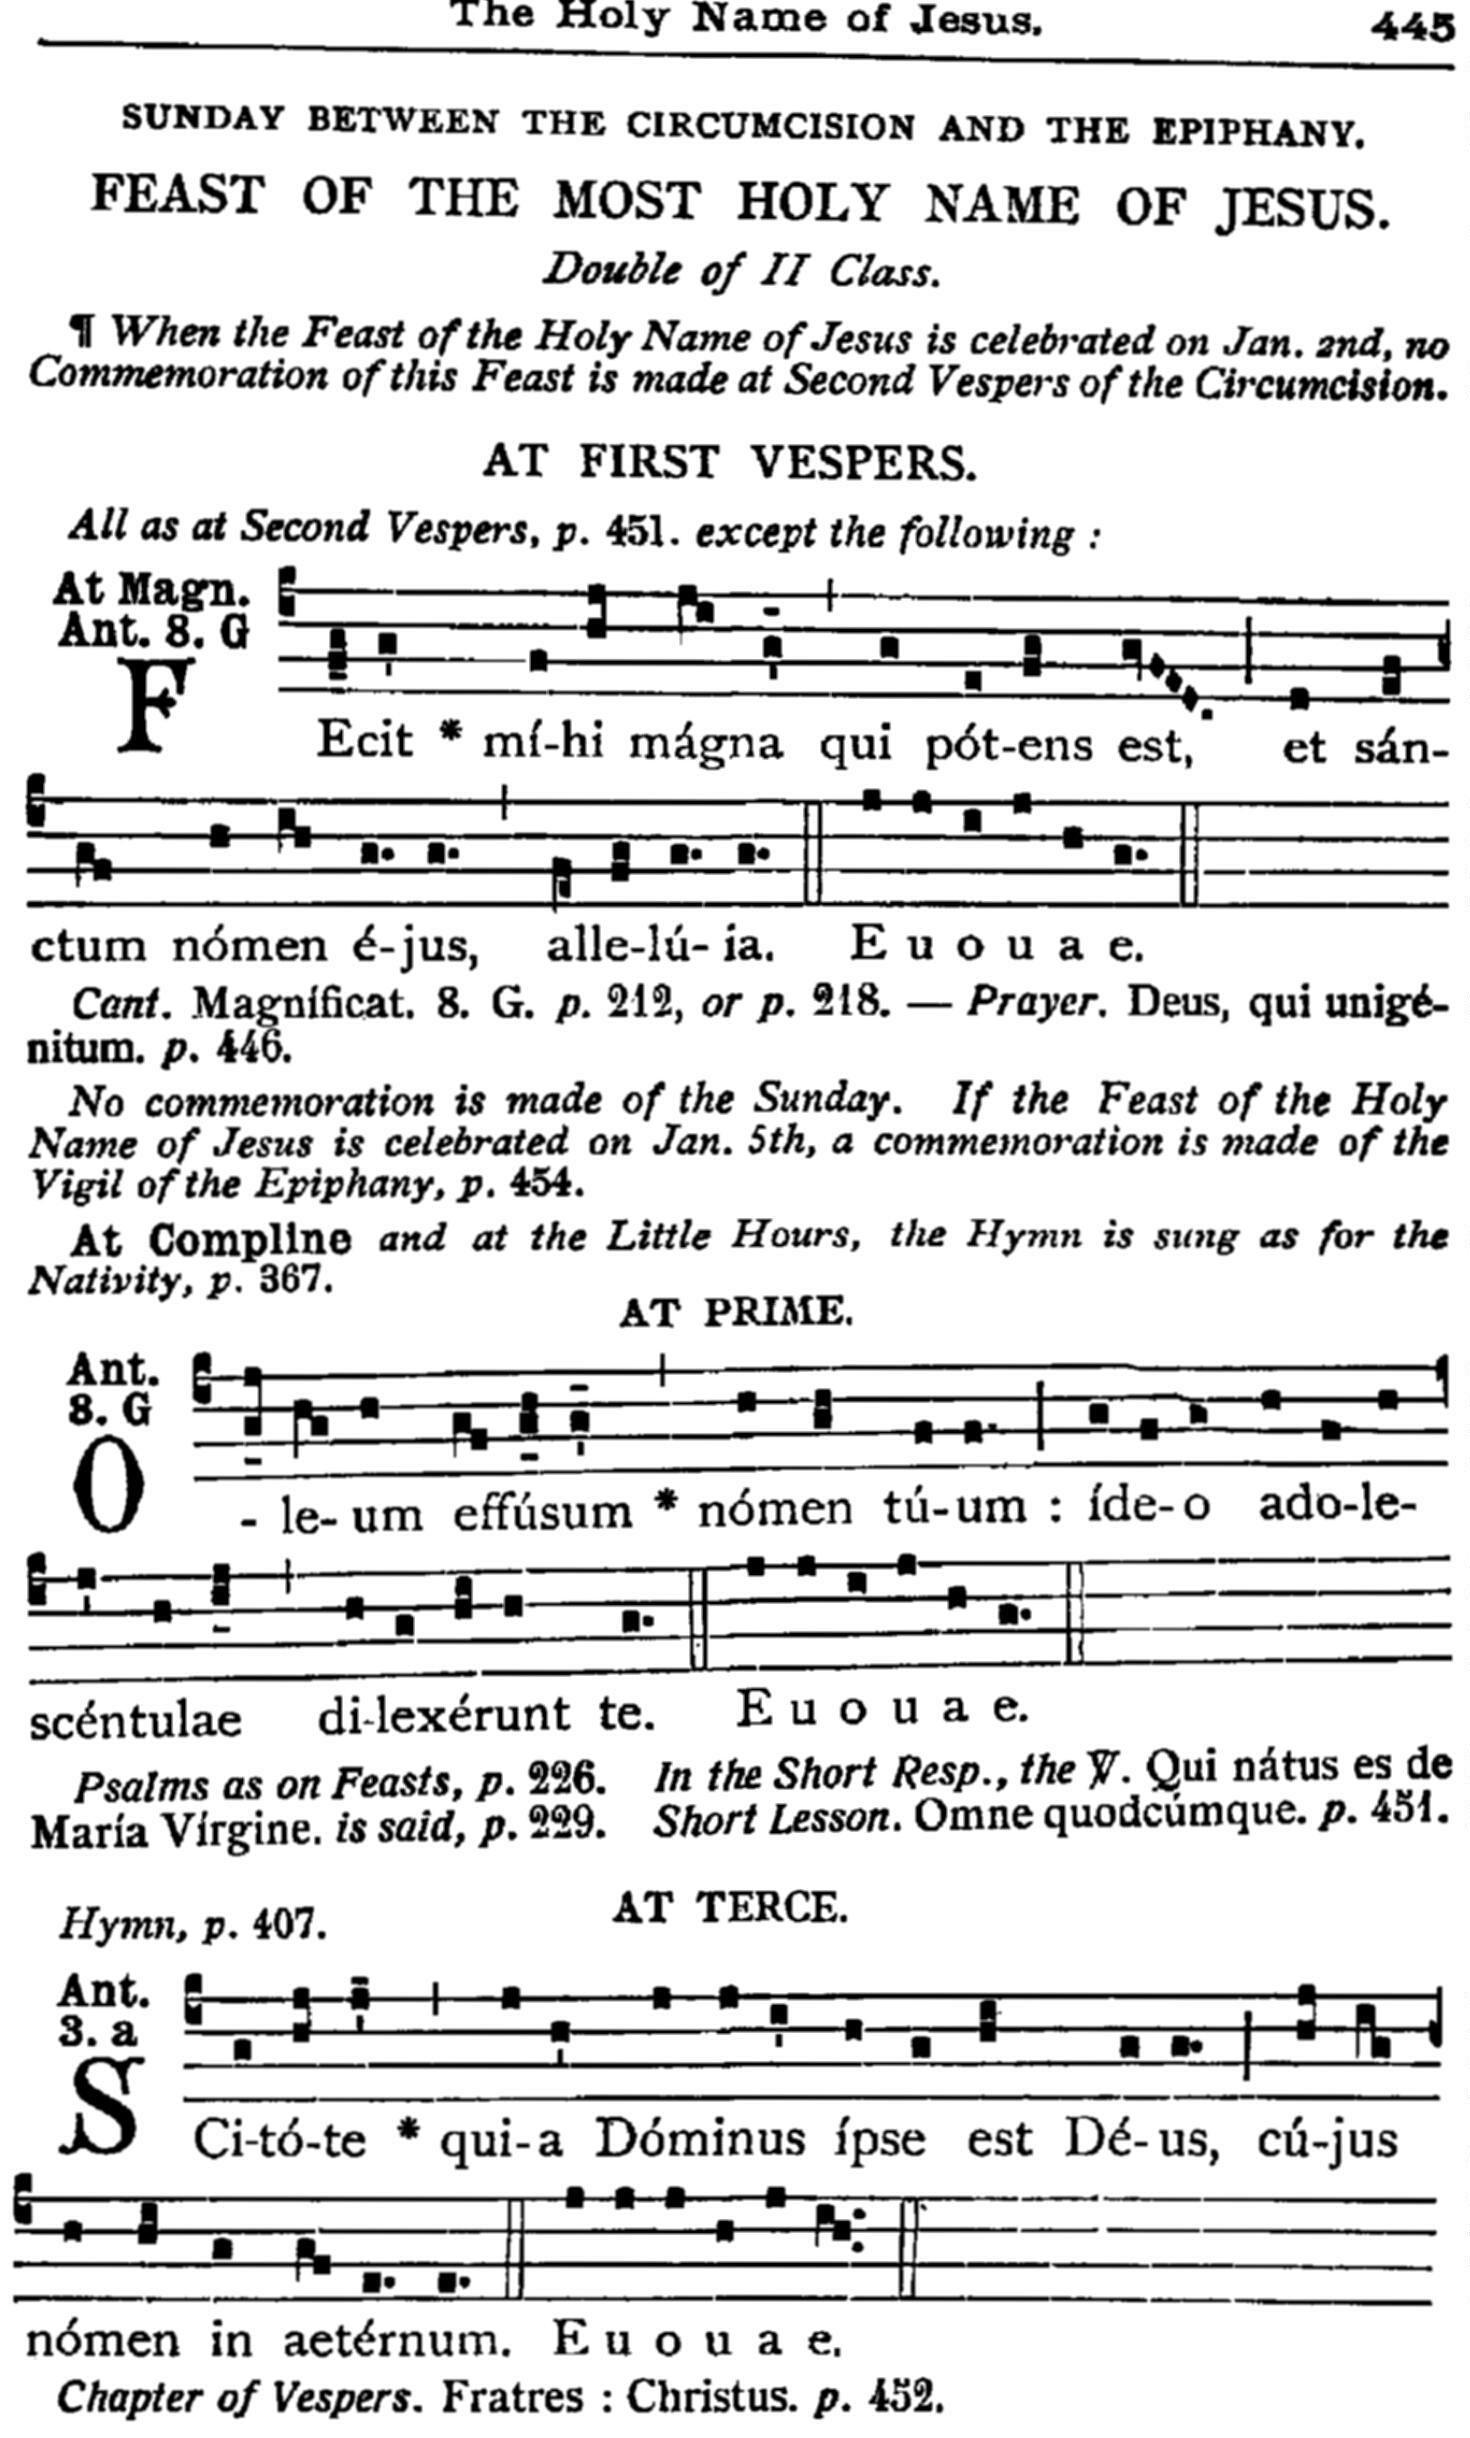 The Holy Name of Jesus. 445
SUNDAY BETWEEN THE CIRCUMCISION AND THE EPIPHANY.
FEAST OF THE MOST HOLY NAME OF JESUS.
Double of II Class.
¶ When the Feast of the Holy Name of Jesus is celebrated on Jan. 2nd, no
Commemoration of this Feast is made at Second Vespers of the Circumcision.
AT FIRST VESPERS.
All as at Second Vespers, p. 451. except the following :
At Magn.
Ant. 8. G
FEcit * mí-hi mágna qui pót-ens est, et sán-
ctum nómen é-jus, alle-lú- ia. E u o u a e.
Cant. Magníficat. 8. G. p. 212, or p. 218. — Prayer. Deus, qui unigé-
nitum. p. 446.
No commemoration is made of the Sunday. If the Feast of the Holy
Name of Jesus is celebrated on Jan. 5th, a commemoration is made of the
Vigil of the Epiphany, p. 454.
At Compline and at the Little Hours, the Hymn is sung as for the
Nativity, p. 367.
AT PRIME.
Ant.
8. G
O - le- um effúsum * nómen tú-um : íde- o ado-le-
scéntulae di-lexérunt te. E u o u a e.
Psalms as on Feasts, p. 226. In the Short Resp., the ℣. Qui nátus es de
María Vírgine. is said, p. 229. Short Lesson. Omne quodcúmque. p. 451.
AT TERCE.
Hymn, p. 407.
Ant.
3. a
SCi-tó-te * qui-a Dóminus ípse est Dé-us, cú-jus
nómen in aetérnum. E u o u a e.
Chapter of Vespers. Fratres : Christus. p. 452.